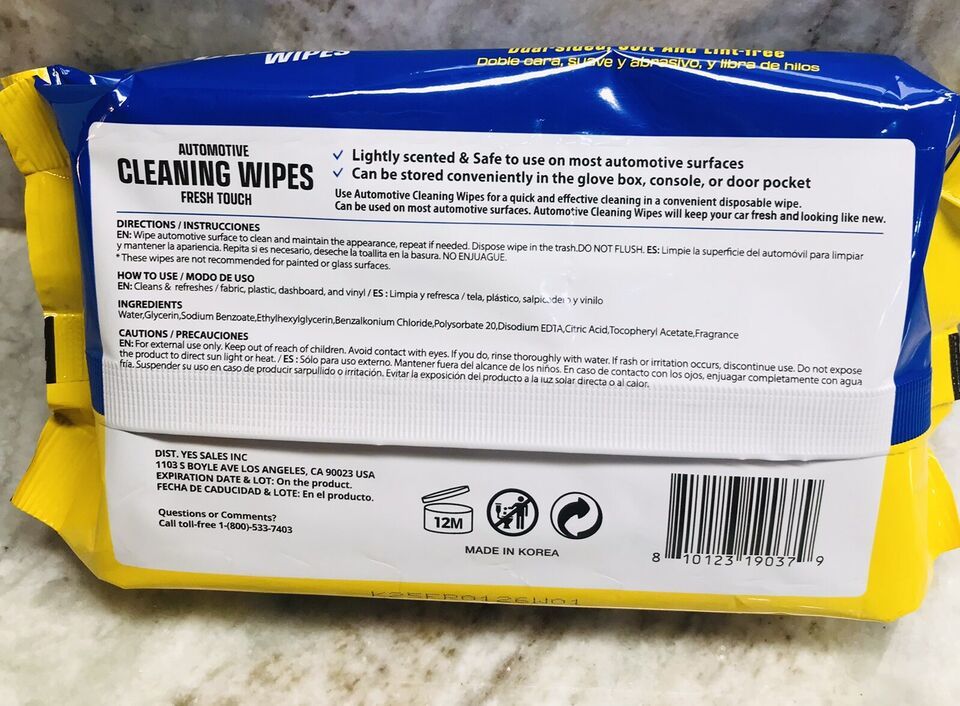 WIPES
Dual-Sided, Soft And Lint-free
Doble cara, suave y abrasivo, y libra de hilos
AUTOMOTIVE
CLEANING WIPES
FRESH TOUCH
✓ Lightly scented & Safe to use on most automotive surfaces
✓ Can be stored conveniently in the glove box, console, or door pocket
Use Automotive Cleaning Wipes for a quick and effective cleaning in a convenient disposable wipe.
Can be used on most automotive surfaces. Automotive Cleaning Wipes will keep your car fresh and looking like new.
DIRECTIONS / INSTRUCCIONES
EN: Wipe automotive surface to clean and maintain the appearance, repeat if needed. Dispose wipe in the trash.DO NOT FLUSH. ES: Limpie la superficie del automóvil para limpiar
y mantener la apariencia. Repita si es necesario, deseche la toallita en la basura. NO ENJUAGUE.
* These wipes are not recommended for painted or glass surfaces.
HOW TO USE / MODO DE USO
EN: Cleans & refreshes / fabric, plastic, dashboard, and vinyl / ES : Limpia y refresca / tela, plástico, salpicadero y vinilo
INGREDIENTS
Water,Glycerin,Sodium Benzoate,Ethylhexylglycerin,Benzalkonium Chloride,Polysorbate 20,Disodium EDTA,Citric Acid,Tocopheryl Acetate,Fragrance
CAUTIONS / PRECAUCIONES
EN: For external use only. Keep out of reach of children. Avoid contact with eyes. If you do, rinse thoroughly with water. If rash or irritation occurs, discontinue use. Do not expose
the product to direct sun light or heat. / ES : Sólo para uso externo. Mantener fuera del alcance de los niños. En caso de contacto con los ojos, enjuagar completamente con agua
fría. Suspender su uso en caso de producir sarpullido o irritación. Evitar la exposición del producto a la luz solar directa o al calor.
DIST. YES SALES INC
1103 S BOYLE AVE LOS ANGELES, CA 90023 USA
EXPIRATION DATE & LOT: On the product.
FECHA DE CADUCIDAD & LOTE: En el producto.
Questions or Comments?
Call toll-free 1-(800)-533-7403
12M
MADE IN KOREA
8 10123 19037 9